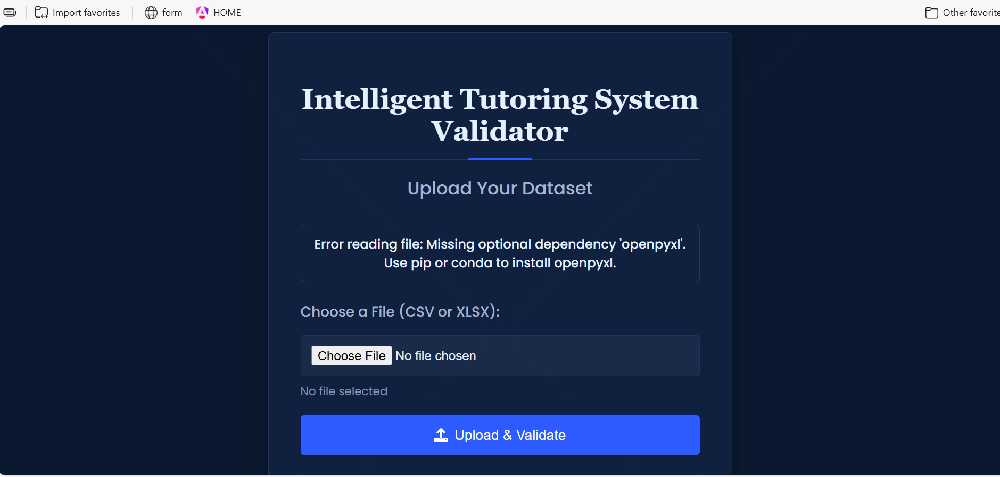 Import favorites
form
HOME
Other favorite
Intelligent Tutoring System
Validator
Upload Your Dataset
Error reading file: Missing optional dependency 'openpyxl'.
Use pip or conda to install openpyxl.
Choose a File (CSV or XLSX):
Choose File No file chosen
No file selected
Upload & Validate